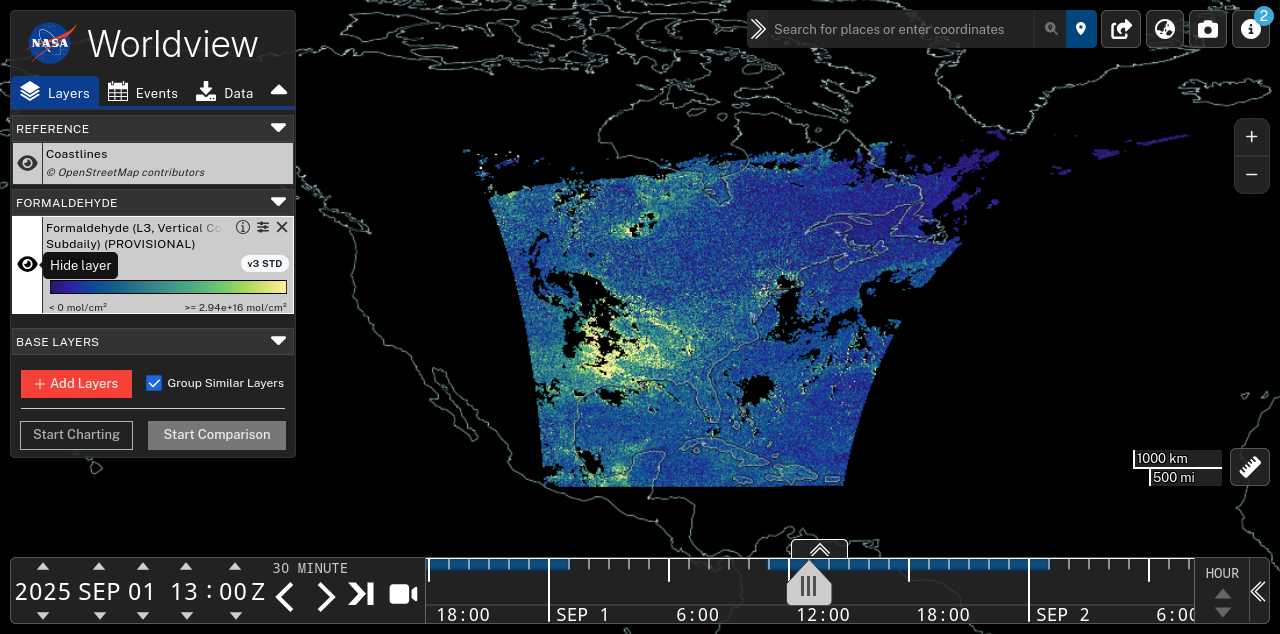 NASA
Worldview
Layers
Events
Data
REFERENCE
Coastlines
© OpenStreetMap contributors
FORMALDEHYDE
Formaldehyde (L3, Vertical Co
Subdaily) (PROVISIONAL)
Hide layer
v3 STD
< 0 mol/cm²
>= 2.94e+16 mol/cm²
BASE LAYERS
+ Add Layers
Group Similar Layers
Start Charting
Start Comparison
Search for places or enter coordinates
2
+
−
1000 km
500 mi
2025 SEP 01 13 : 00 Z
30 MINUTE
18:00
SEP 1
6:00
12:00
18:00
SEP 2
6:00
HOUR